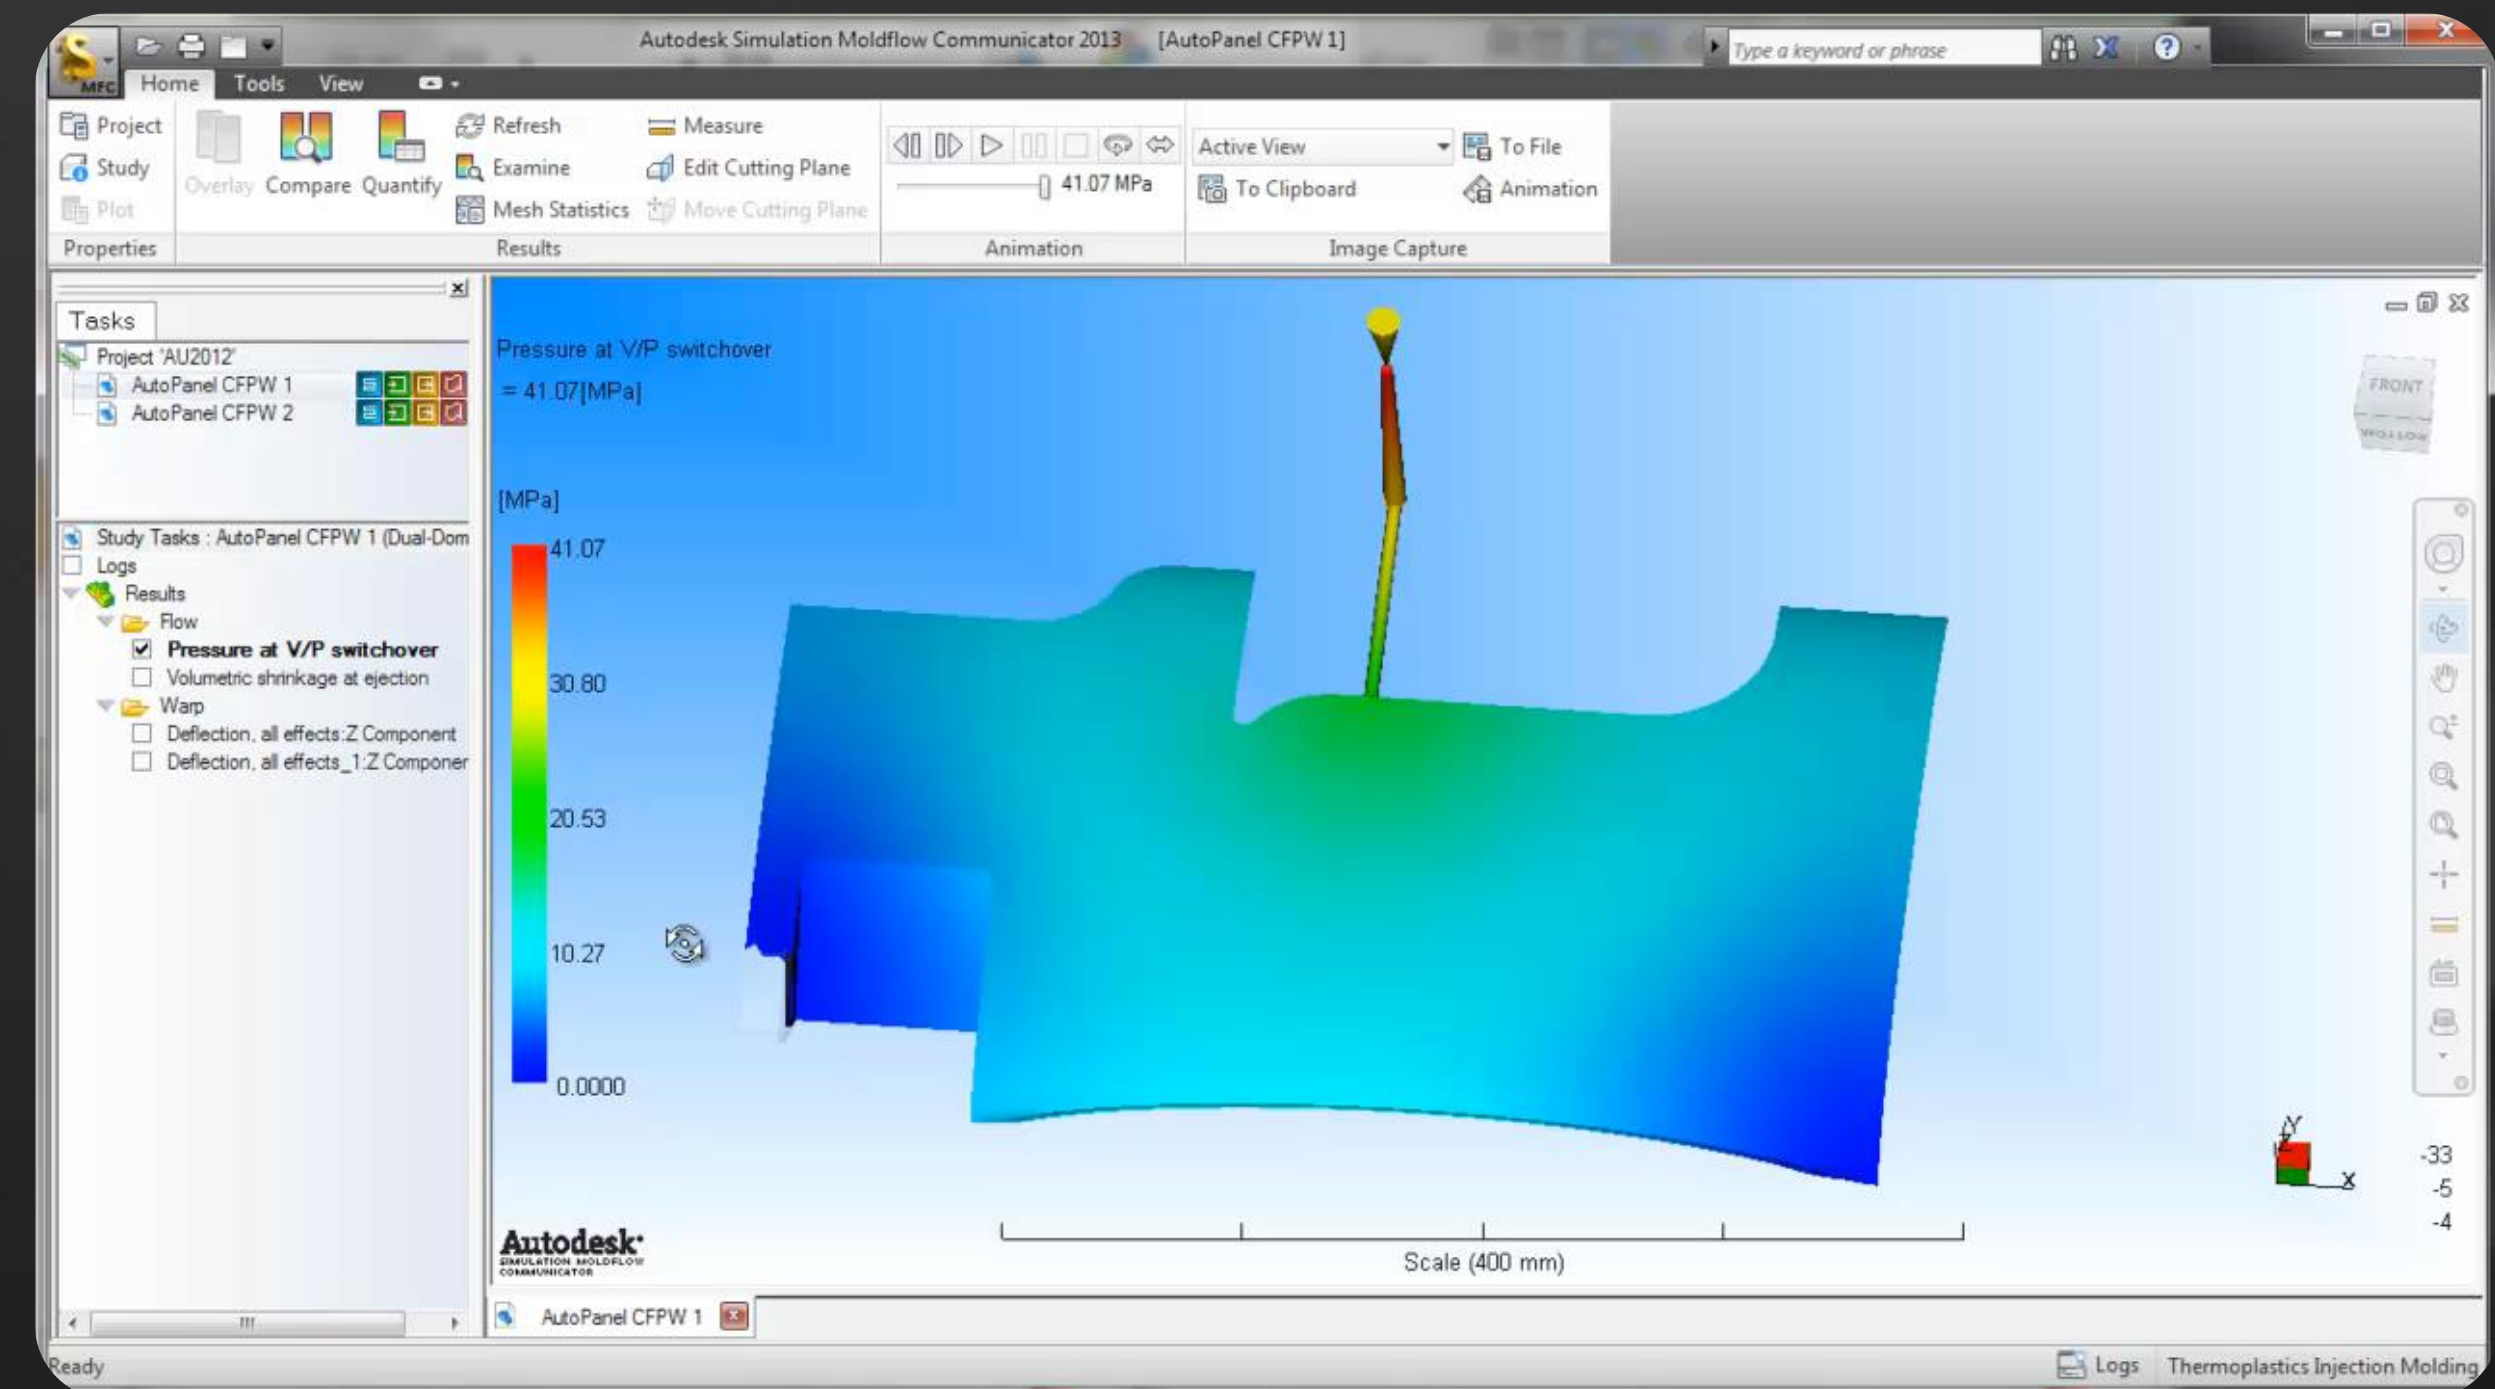 Autodesk Simulation Moldflow Communicator 2013 [AutoPanel CFPW 1]
Type a keyword or phrase
MFC
Home Tools View
Project
Study
Plot
Overlay Compare Quantify
Refresh
Examine
Mesh Statistics
Measure
Edit Cutting Plane
Move Cutting Plane
41.07 MPa
Active View
To Clipboard
To File
Animation
Properties Results Animation Image Capture
Tasks
Project 'AU2012'
AutoPanel CFPW 1
AutoPanel CFPW 2
Study Tasks : AutoPanel CFPW 1 (Dual-Dom
Logs
Results
Flow
Pressure at V/P switchover
Volumetric shrinkage at ejection
Warp
Deflection, all effects:Z Component
Deflection, all effects_1:Z Componer
Pressure at V/P switchover
= 41.07[MPa]
[MPa]
41.07
30.80
20.53
10.27
0.0000
FRONT
BOTTOM
Y
Z
X
-33
-5
-4
Autodesk
SIMULATION MOLDFLOW
COMMUNICATOR
Scale (400 mm)
AutoPanel CFPW 1
Ready
Logs Thermoplastics Injection Molding